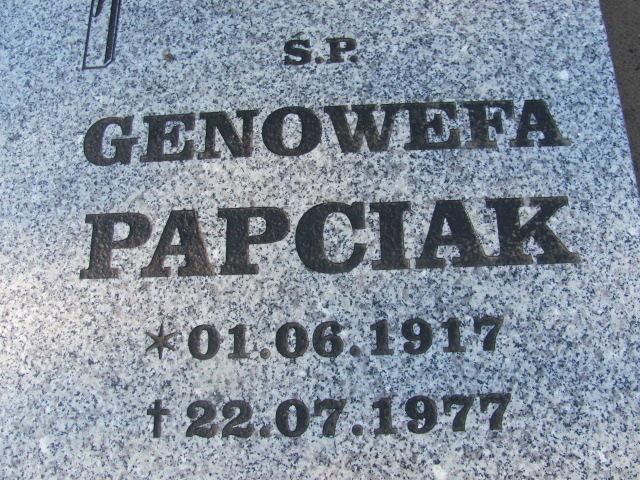 Ś.P.
GENOWEFA
PAPCIAK
* 01.06.1917
† 22.07.1977